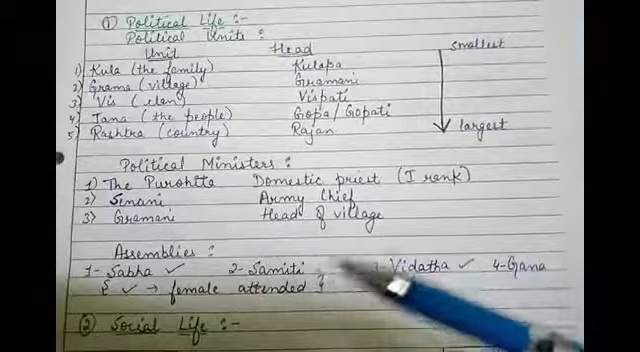 ① Political Life :-
Political Units :
Unit Head
1) Kula (the family) Kulapa smallest
2) Grama (village) Gramani
3) Vis (clan) Vispati
4) Jana (the people) Gopa/Gopati
5) Rashtra (country) Rajan largest
Political Ministers :
1) The Purohita Domestic priest (I rank)
2) Senani Army Chief
3) Gramani Head of village
Assemblies :
1- Sabha ✓ 2- Samiti 3- Vidatha ✓ 4- Gana
{ ✓ → female attended }
② Social Life :-